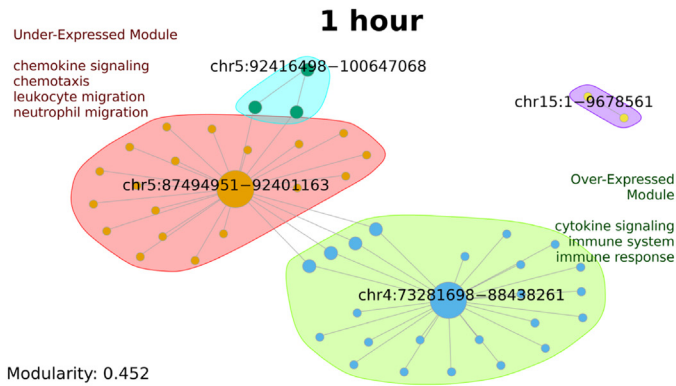 1 hour
Under-Expressed Module
chemokine signaling
chemotaxis
leukocyte migration
neutrophil migration
chr5:92416498−100647068
chr15:1−9678561
chr5:87494951−92401163
Over-Expressed
Module
cytokine signaling
immune system
immune response
chr4:73281698−88438261
Modularity: 0.452